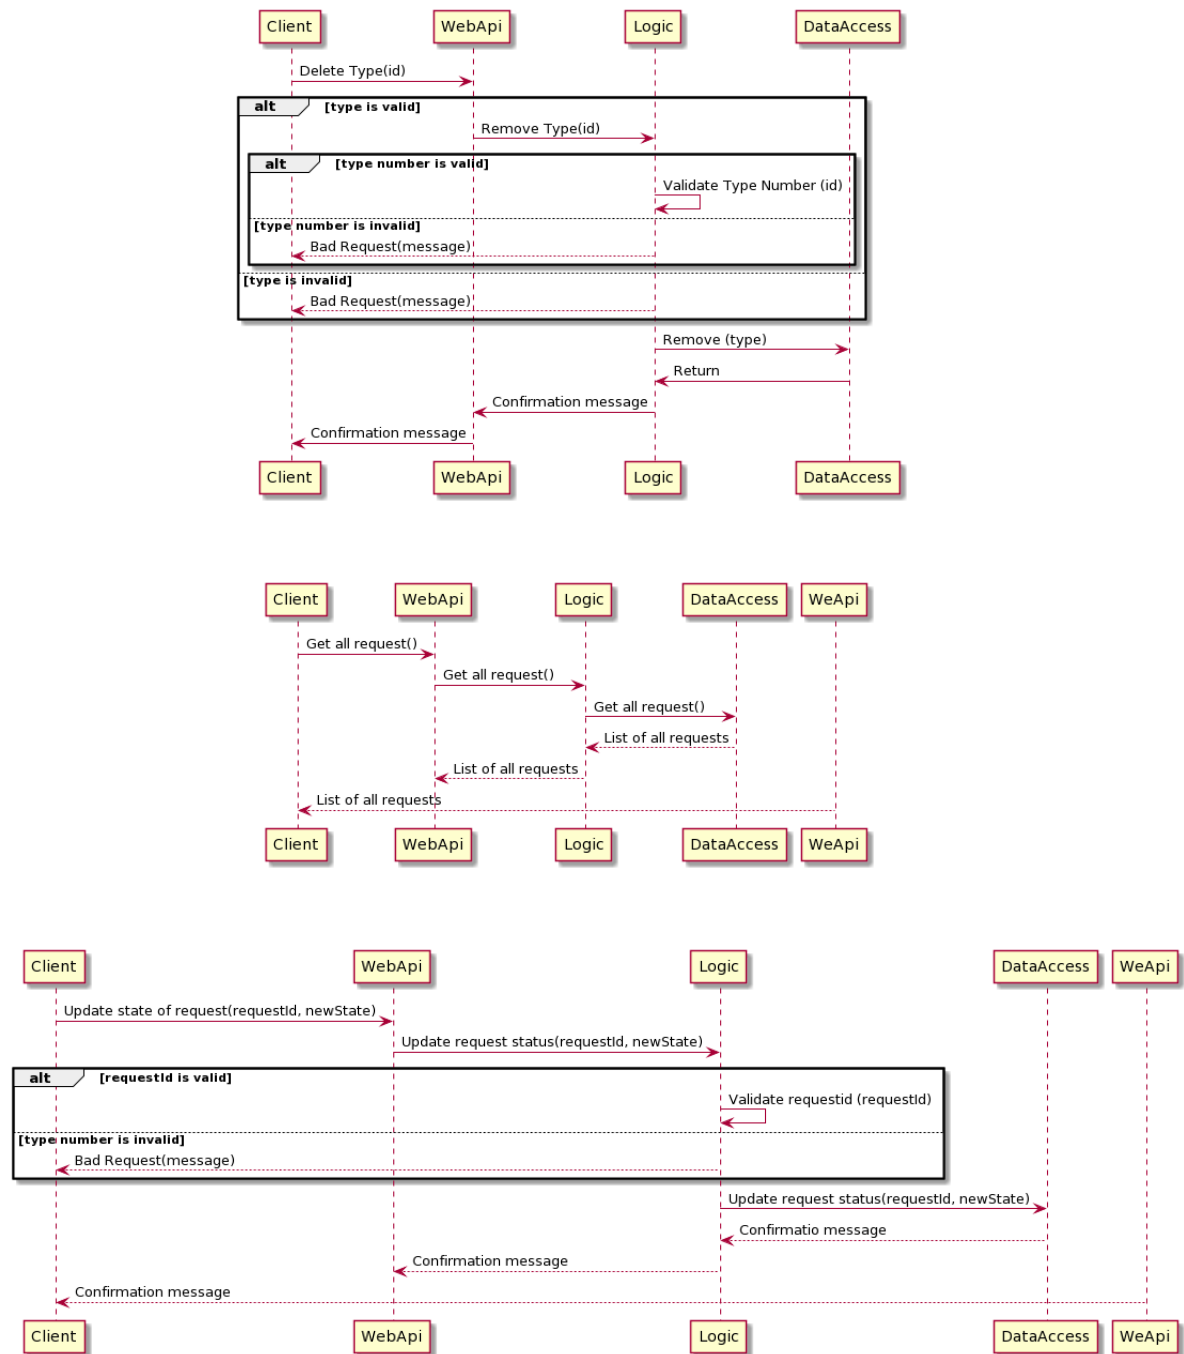 Client WebApi Logic DataAccess
Delete Type(id)
alt [type is valid]
Remove Type(id)
alt [type number is valid]
Validate Type Number (id)
[type number is invalid]
Bad Request(message)
[type is invalid]
Bad Request(message)
Remove (type)
Return
Confirmation message
Confirmation message
Client WebApi Logic DataAccess
Client WebApi Logic DataAccess WeApi
Get all request()
Get all request()
Get all request()
List of all requests
List of all requests
List of all requests
Client WebApi Logic DataAccess WeApi
Client WebApi Logic DataAccess WeApi
Update state of request(requestId, newState)
Update request status(requestId, newState)
alt [requestId is valid]
Validate requestid (requestId)
[type number is invalid]
Bad Request(message)
Update request status(requestId, newState)
Confirmatio message
Confirmation message
Confirmation message
Client WebApi Logic DataAccess WeApi